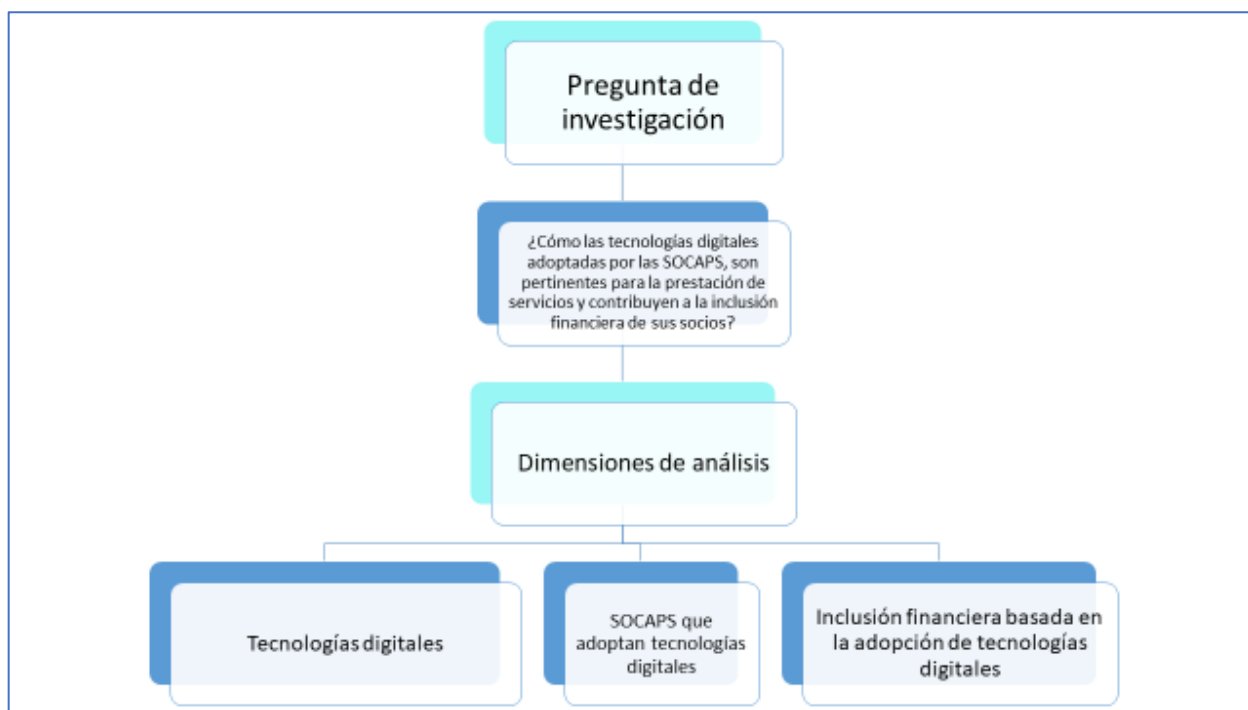 Pregunta de
investigación
¿Cómo las tecnologías digitales
adoptadas por las SOCAPS, son
pertinentes para la prestación de
servicios y contribuyen a la inclusión
financiera de sus socios?
Dimensiones de análisis
Tecnologías digitales
SOCAPS que
adoptan tecnologías
digitales
Inclusión financiera basada en
la adopción de tecnologías
digitales